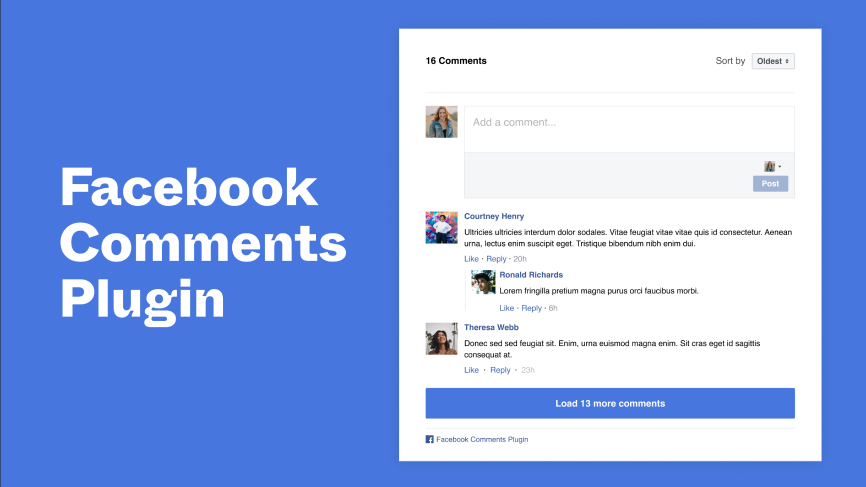 Facebook
Comments
Plugin
16 Comments
Sort by Oldest
Add a comment...
Post
Courtney Henry
Ultricies ultricies interdum dolor sodales. Vitae feugiat vitae vitae quis id consectetur. Aenean
urna, lectus enim suscipit eget. Tristique bibendum nibh enim dui.
Like · Reply · 20h
Ronald Richards
Lorem fringilla pretium magna purus orci faucibus morbi.
Like · Reply · 6h
Theresa Webb
Donec sed sed feugiat sit. Enim, urna euismod magna enim. Sit cras eget id sagittis
consequat at.
Like · Reply · 23h
Load 13 more comments
Facebook Comments Plugin